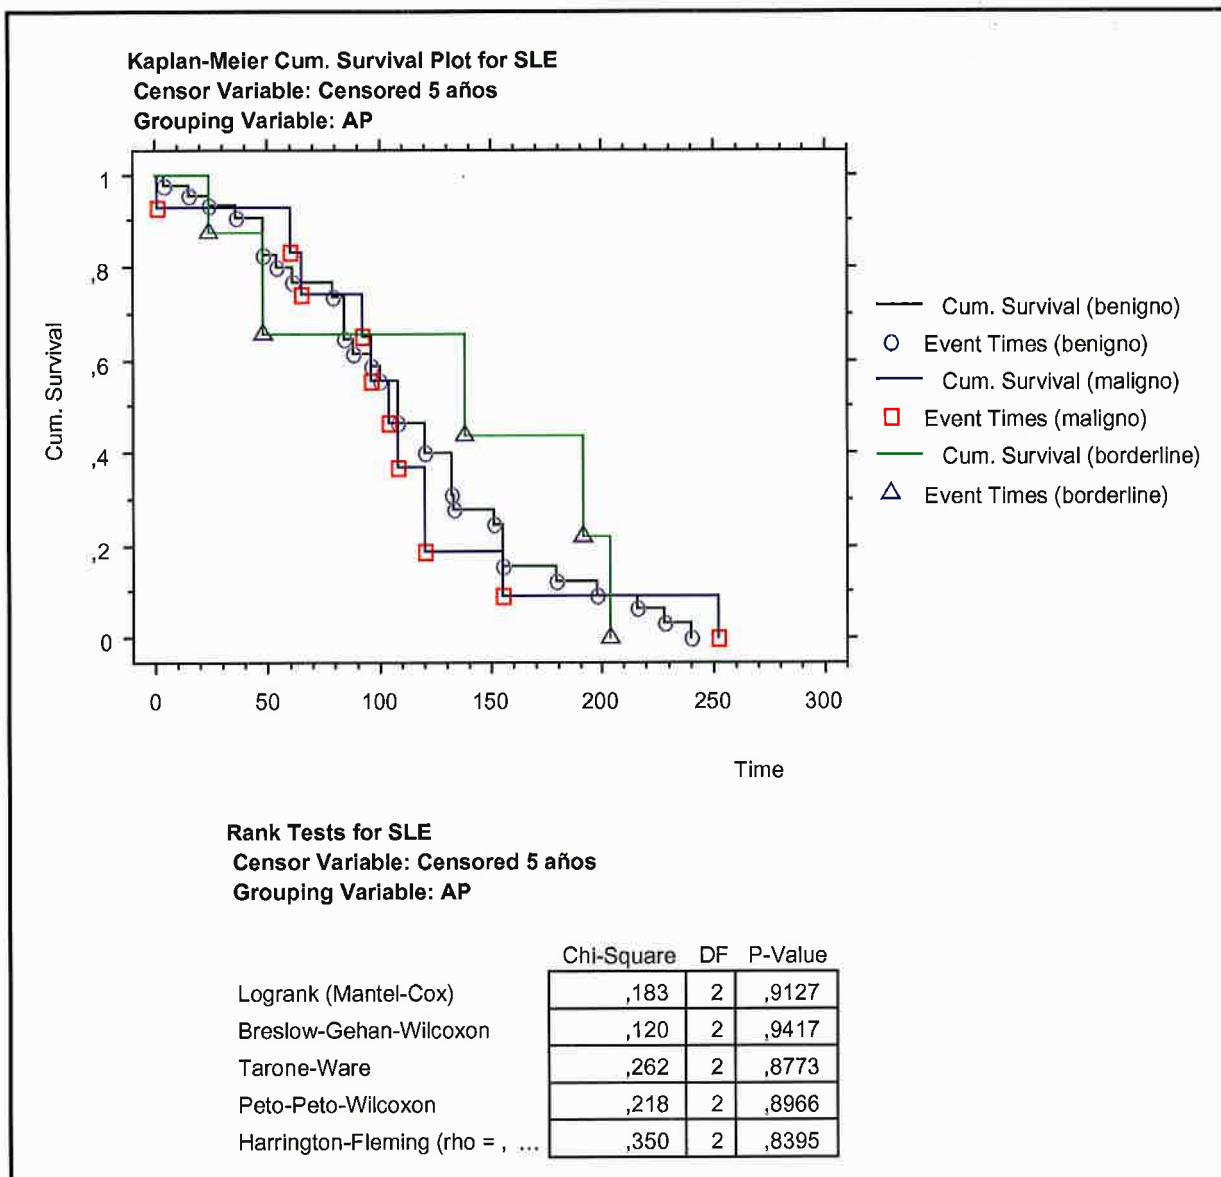 Kaplan-Meier Cum. Survival Plot for SLE
Censor Variable: Censored 5 años
Grouping Variable: AP
1
,8
,6
,4
,2
0
Cum. Survival
0 50 100 150 200 250 300
Time
Cum. Survival (benigno)
Event Times (benigno)
Cum. Survival (maligno)
Event Times (maligno)
Cum. Survival (borderline)
Event Times (borderline)
Rank Tests for SLE
Censor Variable: Censored 5 años
Grouping Variable: AP
Chi-Square DF P-Value
Logrank (Mantel-Cox) ,183 2 ,9127
Breslow-Gehan-Wilcoxon ,120 2 ,9417
Tarone-Ware ,262 2 ,8773
Peto-Peto-Wilcoxon ,218 2 ,8966
Harrington-Fleming (rho = , ... ,350 2 ,8395